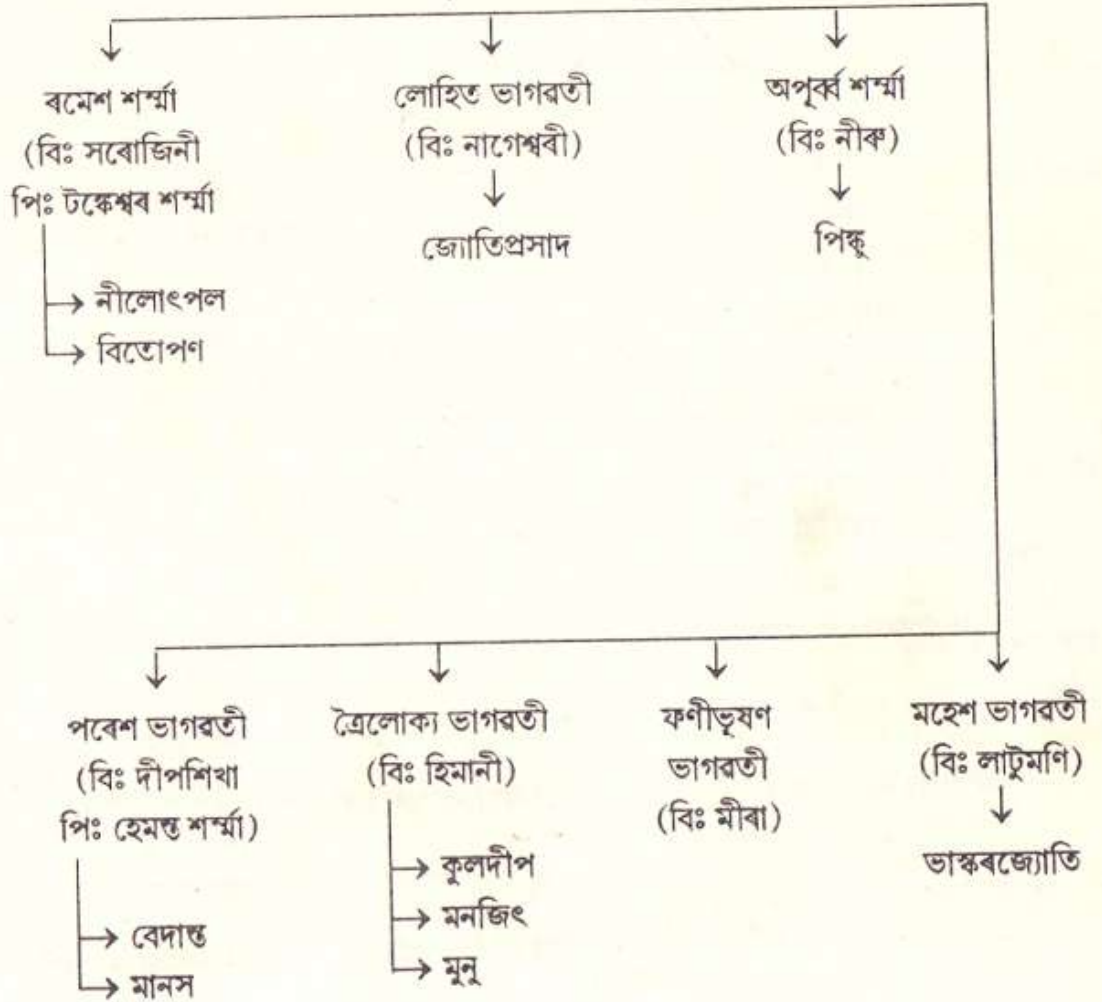 ৰমেশ শৰ্ম্মা
(বিঃ সৰোজিনী
পিঃ টঙ্কেশ্বৰ শৰ্ম্মা
নীলোৎপল
বিতোপণ
লোহিত ভাগৱতী
(বিঃ নাগেশ্বৰী)
জ্যোতিপ্ৰসাদ
অপূৰ্ব্ব শৰ্ম্মা
(বিঃ নীৰু)
পিঙ্কু
পৰেশ ভাগৱতী
(বিঃ দীপশিখা
পিঃ হেমন্ত শৰ্ম্মা)
বেদান্ত
মানস
ত্ৰৈলোক্য ভাগৱতী
(বিঃ হিমানী)
কুলদীপ
মনজিৎ
মুনু
ফণীভূষণ
ভাগৱতী
(বিঃ মীৰা)
মহেশ ভাগৱতী
(বিঃ লাটুমণি)
ভাস্কৰজ্যোতি